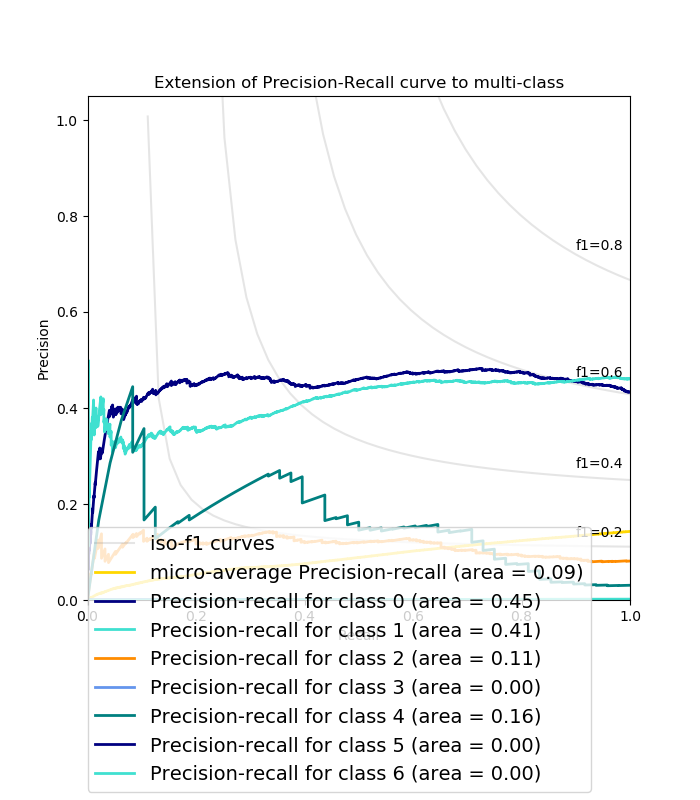 Extension of Precision-Recall curve to multi-class
1.0
0.8
0.6
0.4
0.2
0.0
Precision
f1=0.8
f1=0.6
f1=0.4
f1=0.2
0.0
0.2
0.4
0.6
0.8
1.0
Recall
iso-f1 curves
micro-average Precision-recall (area = 0.09)
Precision-recall for class 0 (area = 0.45)
Precision-recall for class 1 (area = 0.41)
Precision-recall for class 2 (area = 0.11)
Precision-recall for class 3 (area = 0.00)
Precision-recall for class 4 (area = 0.16)
Precision-recall for class 5 (area = 0.00)
Precision-recall for class 6 (area = 0.00)